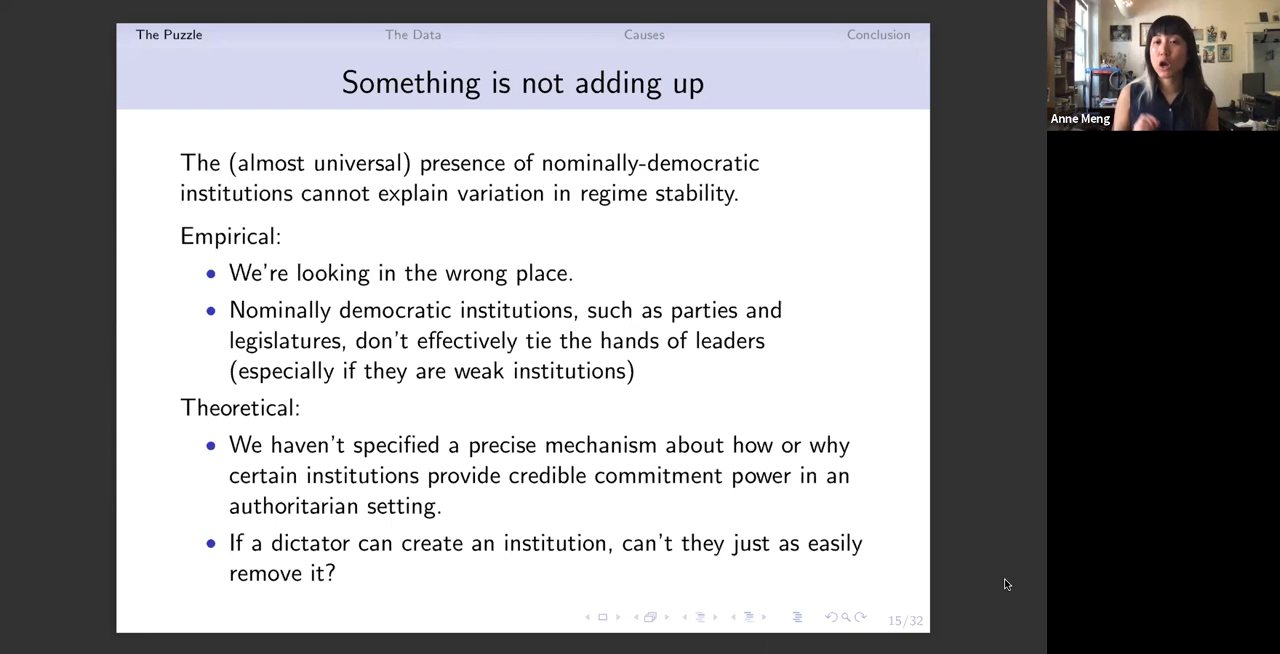 The Puzzle The Data Causes Conclusion
Something is not adding up
The (almost universal) presence of nominally-democratic
institutions cannot explain variation in regime stability.
Empirical:
• We're looking in the wrong place.
• Nominally democratic institutions, such as parties and
legislatures, don't effectively tie the hands of leaders
(especially if they are weak institutions)
Theoretical:
• We haven't specified a precise mechanism about how or why
certain institutions provide credible commitment power in an
authoritarian setting.
• If a dictator can create an institution, can't they just as easily
remove it?
15/32
Anne Meng